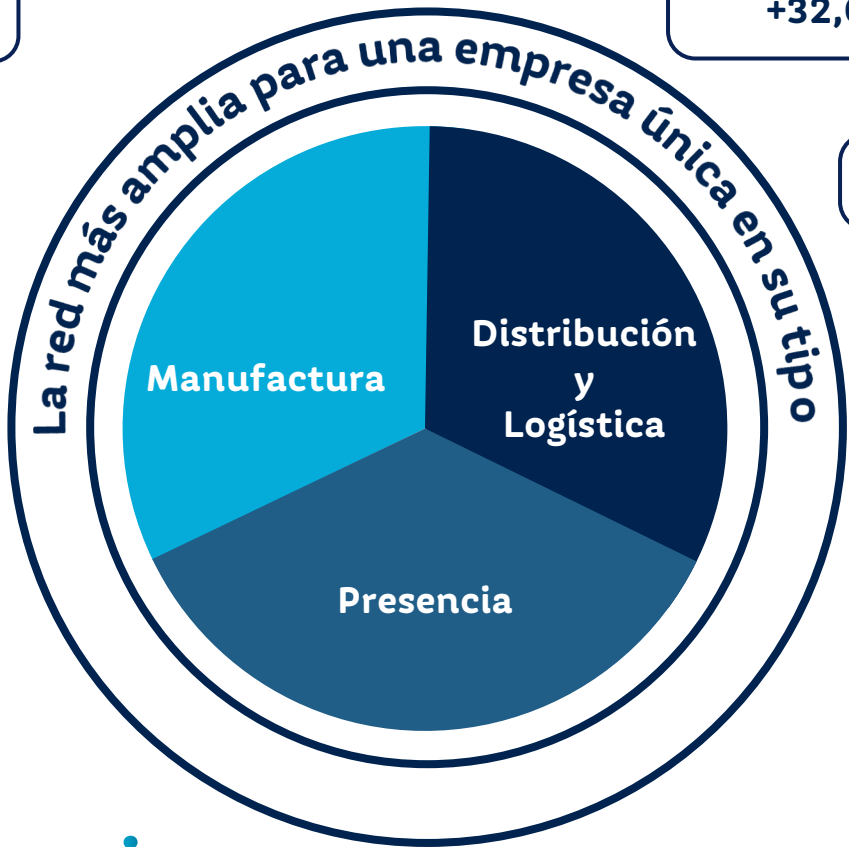 La red más amplia para una empresa única en su tipo
Manufactura
Distribución
y
Logística
Presencia